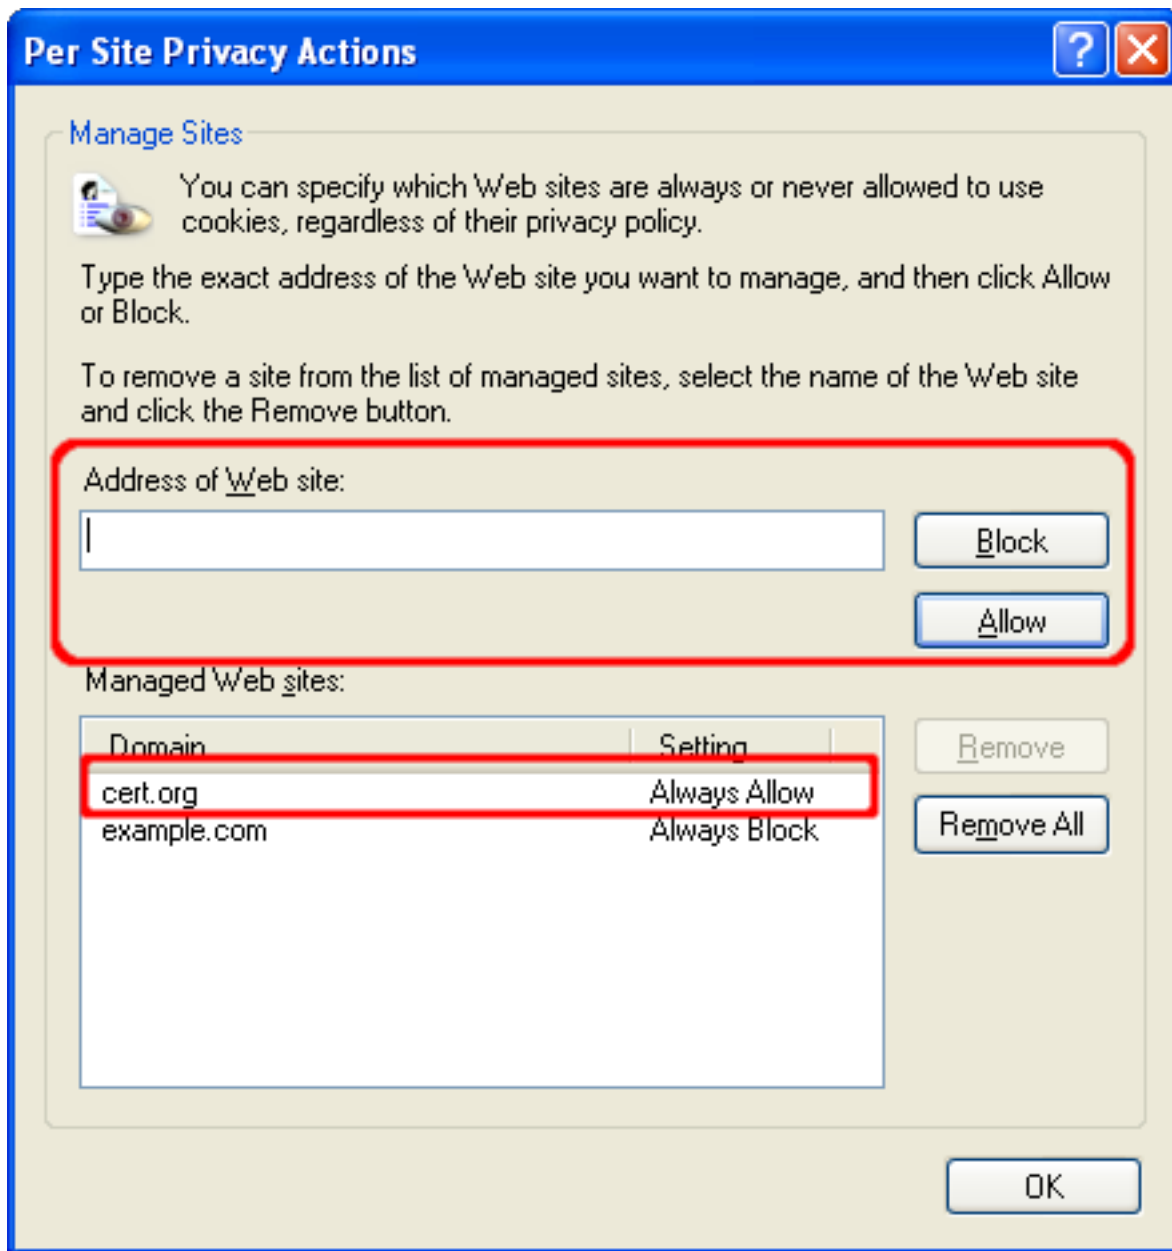 Per Site Privacy Actions
?
Manage Sites
You can specify which Web sites are always or never allowed to use
cookies, regardless of their privacy policy.
Type the exact address of the Web site you want to manage, and then click Allow
or Block.
To remove a site from the list of managed sites, select the name of the Web site
and click the Remove button.
Address of Web site:
Block
Allow
Managed Web sites:
Domain Setting
Remove
cert.org Always Allow
example.com Always Block
Remove All
OK